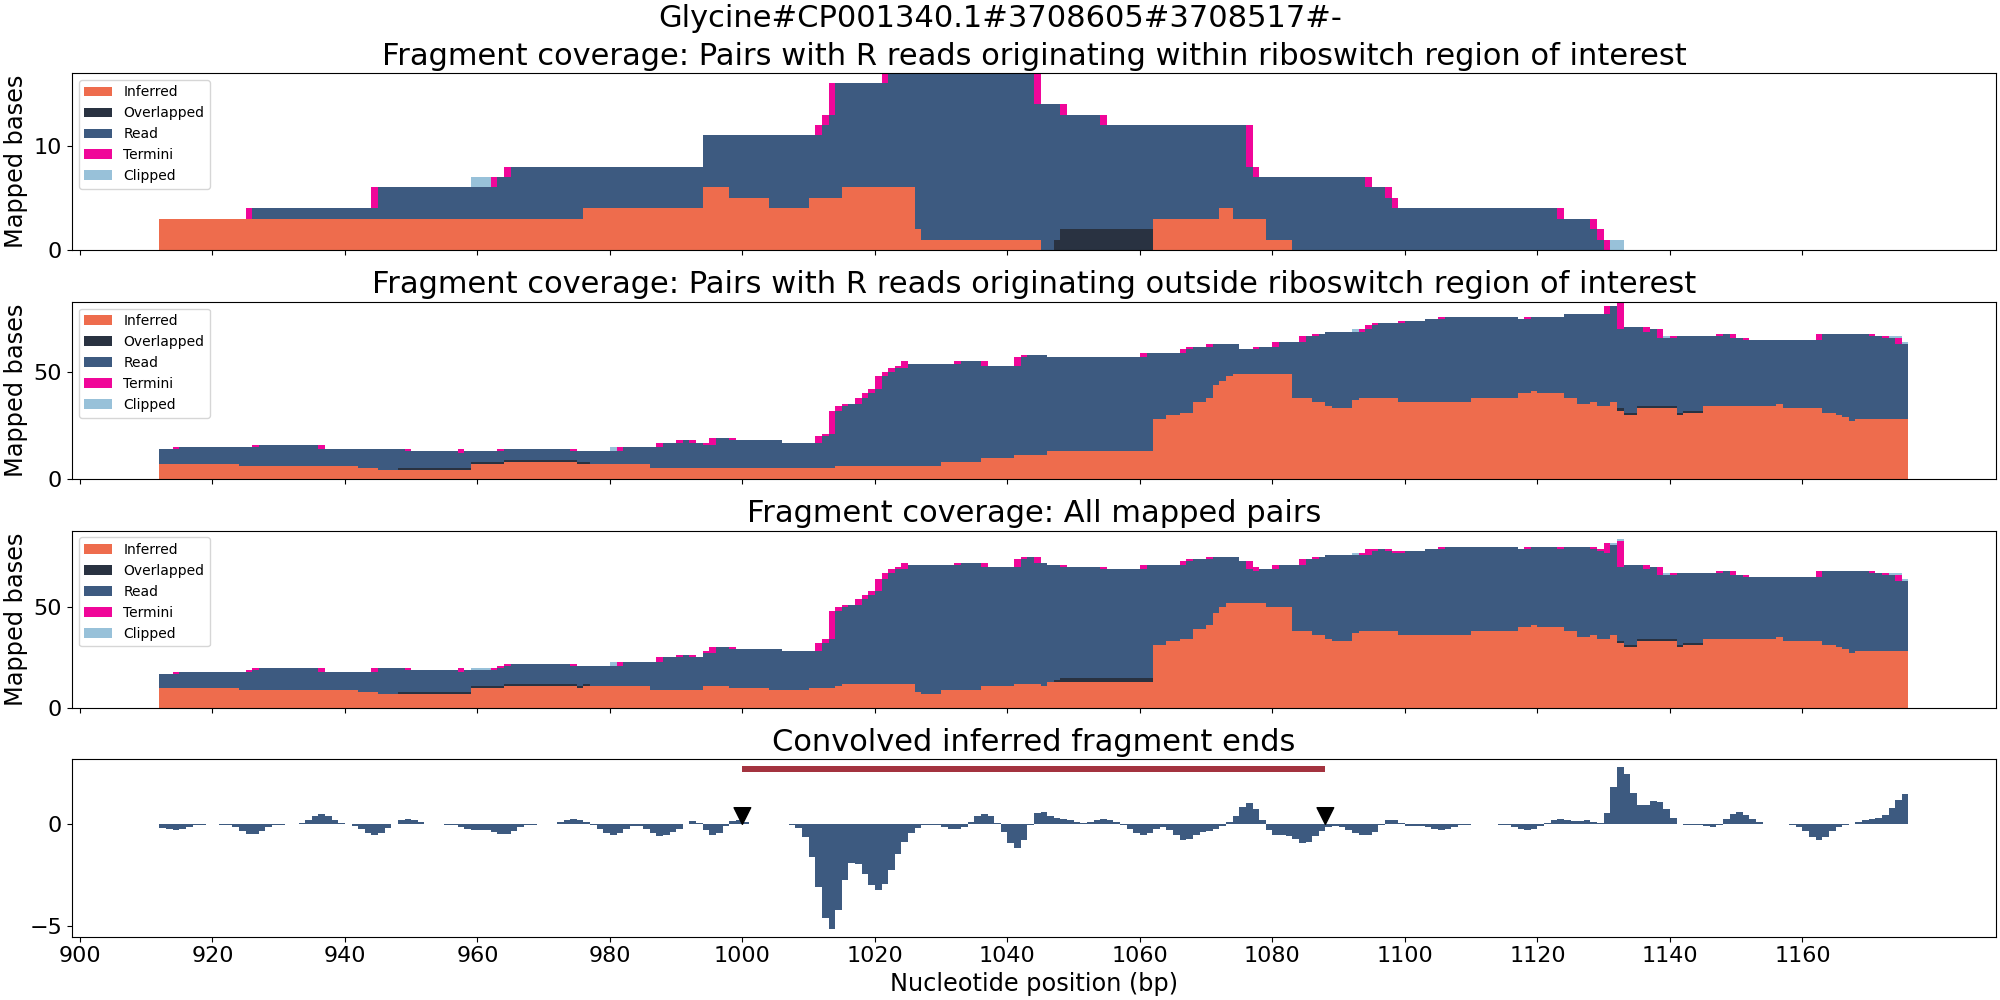 Glycine#CP001340.1#3708605#3708517#-
Fragment coverage: Pairs with R reads originating within riboswitch region of interest
Mapped bases
10
0
Inferred
Overlapped
Read
Termini
Clipped
Fragment coverage: Pairs with R reads originating outside riboswitch region of interest
Mapped bases
50
0
Inferred
Overlapped
Read
Termini
Clipped
Fragment coverage: All mapped pairs
Mapped bases
50
0
Inferred
Overlapped
Read
Termini
Clipped
Convolved inferred fragment ends
0
−5
900 920 940 960 980 1000 1020 1040 1060 1080 1100 1120 1140 1160
Nucleotide position (bp)